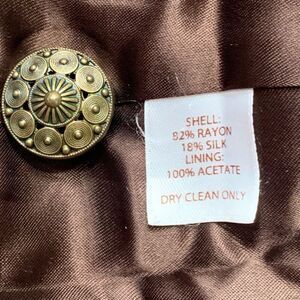 SHELL:
82% RAYON
18% SILK
LINING:
100% ACETATE
DRY CLEAN ONLY